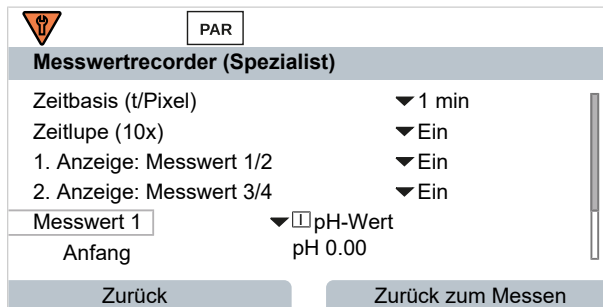 PAR
Messwertrecorder (Spezialist)
Zeitbasis (t/Pixel) 1 min
Zeitlupe (10x) Ein
1. Anzeige: Messwert 1/2 Ein
2. Anzeige: Messwert 3/4 Ein
Messwert 1 I pH-Wert
Anfang pH 0.00
Zurück Zurück zum Messen